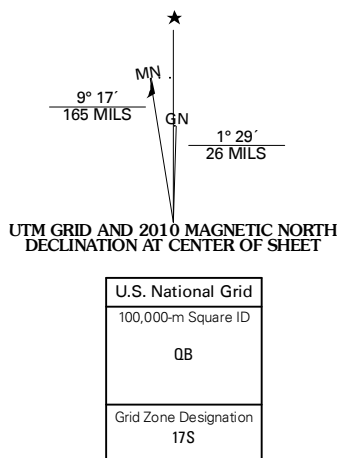 MN
GN
9° 17´
165 MILS
1° 29´
26 MILS
UTM GRID AND 2010 MAGNETIC NORTH
DECLINATION AT CENTER OF SHEET
U.S. National Grid
100,000-m Square ID
QB
Grid Zone Designation
17S